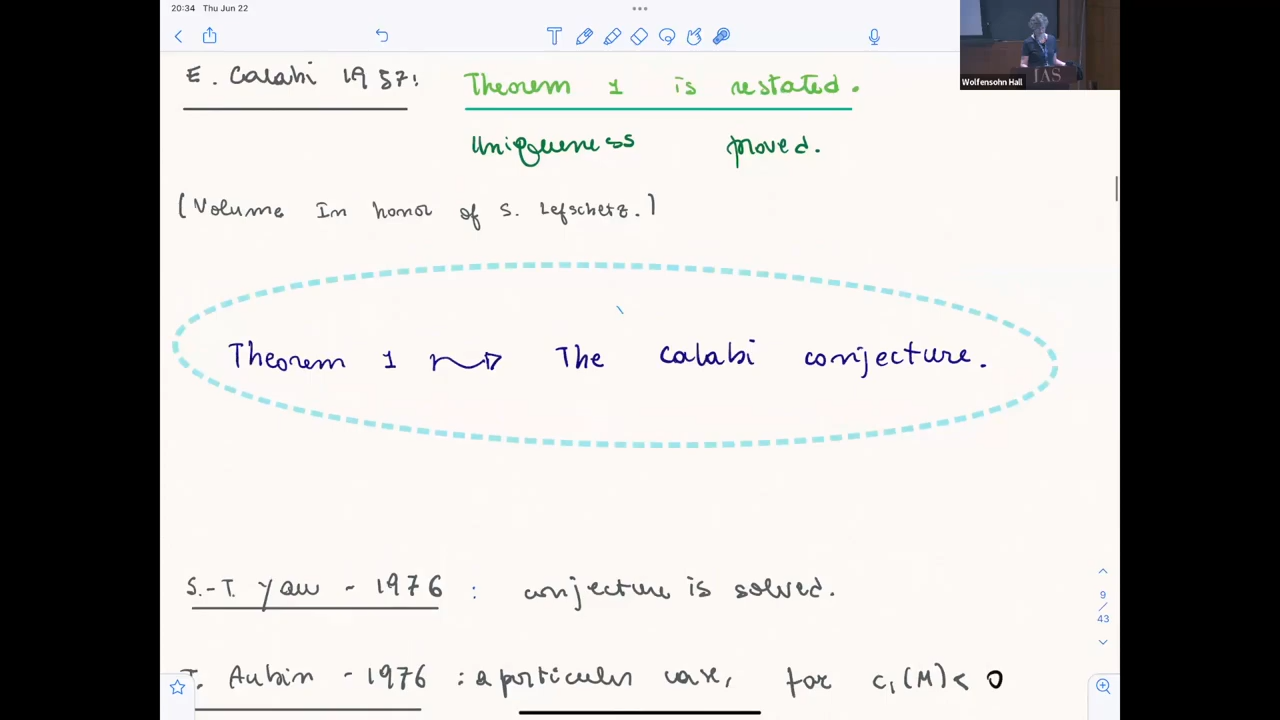 20:34 Thu Jun 22
Wolfensohn Hall
IAS
E. Calabi 1957: Theorem 1 is restated.
Uniqueness proved.
(Volume In honor of S. Lefschetz.)
Theorem 1 ⇝ The Calabi conjecture.
S.-T. Yau - 1976 : conjecture is solved.
T. Aubin - 1976 : a particular case, for c₁(M)< 0
9
/
43